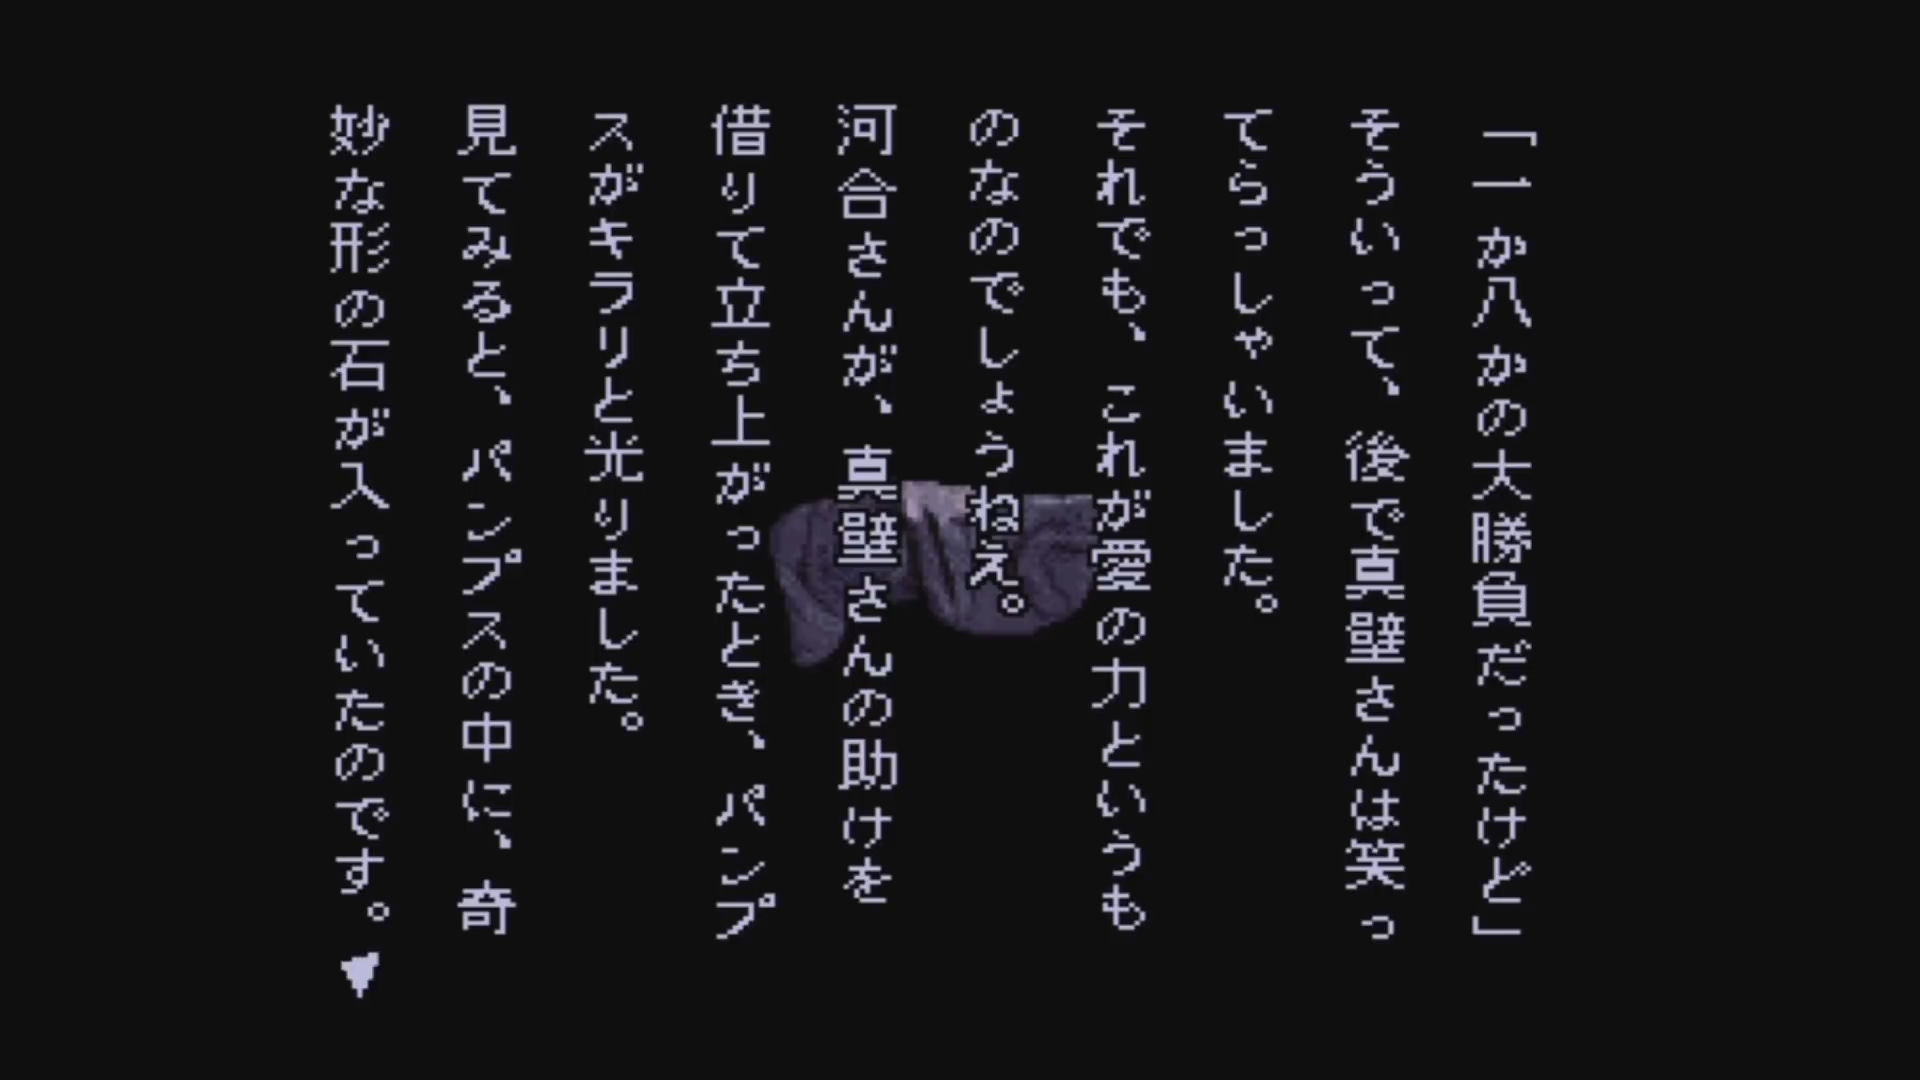 「一か八かの大勝負だったけど」
そういって、後で真壁さんは笑っ
てらっしゃいました。
それでも、これが愛の力というも
のなのでしょうねえ。
河合さんが、真壁さんの助けを
借りて立ち上がったとき、パンプ
スがキラリと光りました。
見てみると、パンプスの中に、奇
妙な形の石が入っていたのです。▼